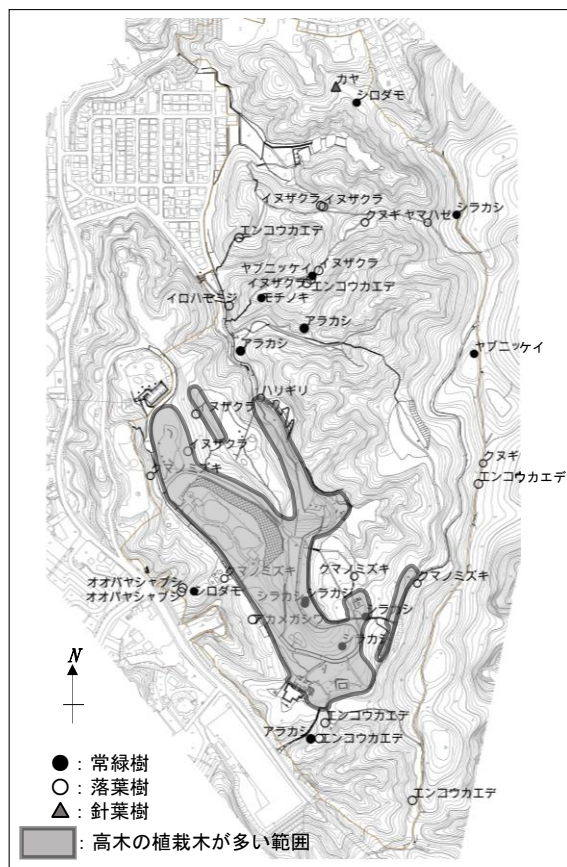 カヤ
シロダモ
イヌザクラ イヌザクラ
クヌギ ヤマハゼ シラカシ
エンコウカエデ
イヌザクラ
ヤブニッケイ
イヌザクラ エンコウカエデ
モチノキ
イロハモミジ
アラカシ
アラカシ
ヤブニッケイ
ハリギリ
イヌザクラ
イヌザクラ
クヌギ
クマノミズキ
エンコウカエデ
クマノミズキ
クマノミズキ
クマノミズキ
オオバヤシャブシ
オオバヤシャブシ
シロダモ
シラカシ シラカシ
アカメガシワ
シラカシ
シラカシ
N
エンコウカエデ
アラカシ
エンコウカエデ
エンコウカエデ
●：常緑樹
○：落葉樹
▲：針葉樹
：高木の植栽木が多い範囲